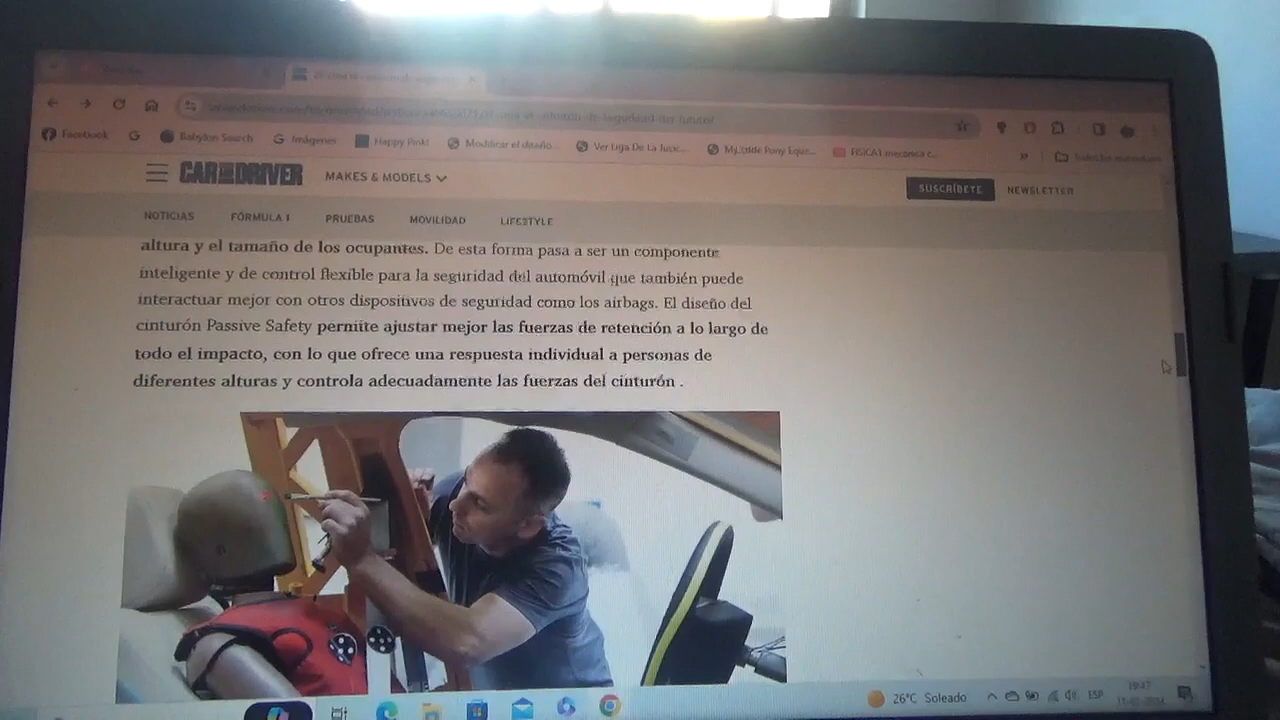 Facebook
Babylon Search
Imágenes
Happy Pinkt
Modificar el diseño...
Ver Liga De La Justic...
My Little Pony Eque...
FISICA I mecanica c...
»
CAR AND DRIVER
MAKES & MODELS
SUSCRÍBETE
NEWSLETTER
NOTICIAS
FÓRMULA 1
PRUEBAS
MOVILIDAD
LIFESTYLE
altura y el tamaño de los ocupantes. De esta forma pasa a ser un componente
inteligente y de control flexible para la seguridad del automóvil que también puede
interactuar mejor con otros dispositivos de seguridad como los airbags. El diseño del
cinturón Passive Safety permite ajustar mejor las fuerzas de retención a lo largo de
todo el impacto, con lo que ofrece una respuesta individual a personas de
diferentes alturas y controla adecuadamente las fuerzas del cinturón .
26°C Soleado
ESP